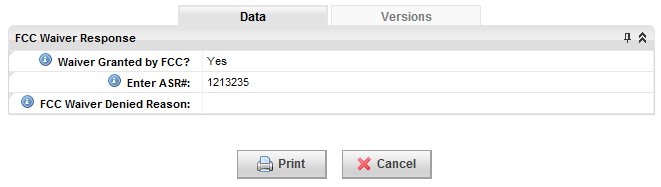 Data Versions
FCC Waiver Response
Waiver Granted by FCC? Yes
Enter ASR#: 1213235
FCC Waiver Denied Reason:
Print Cancel